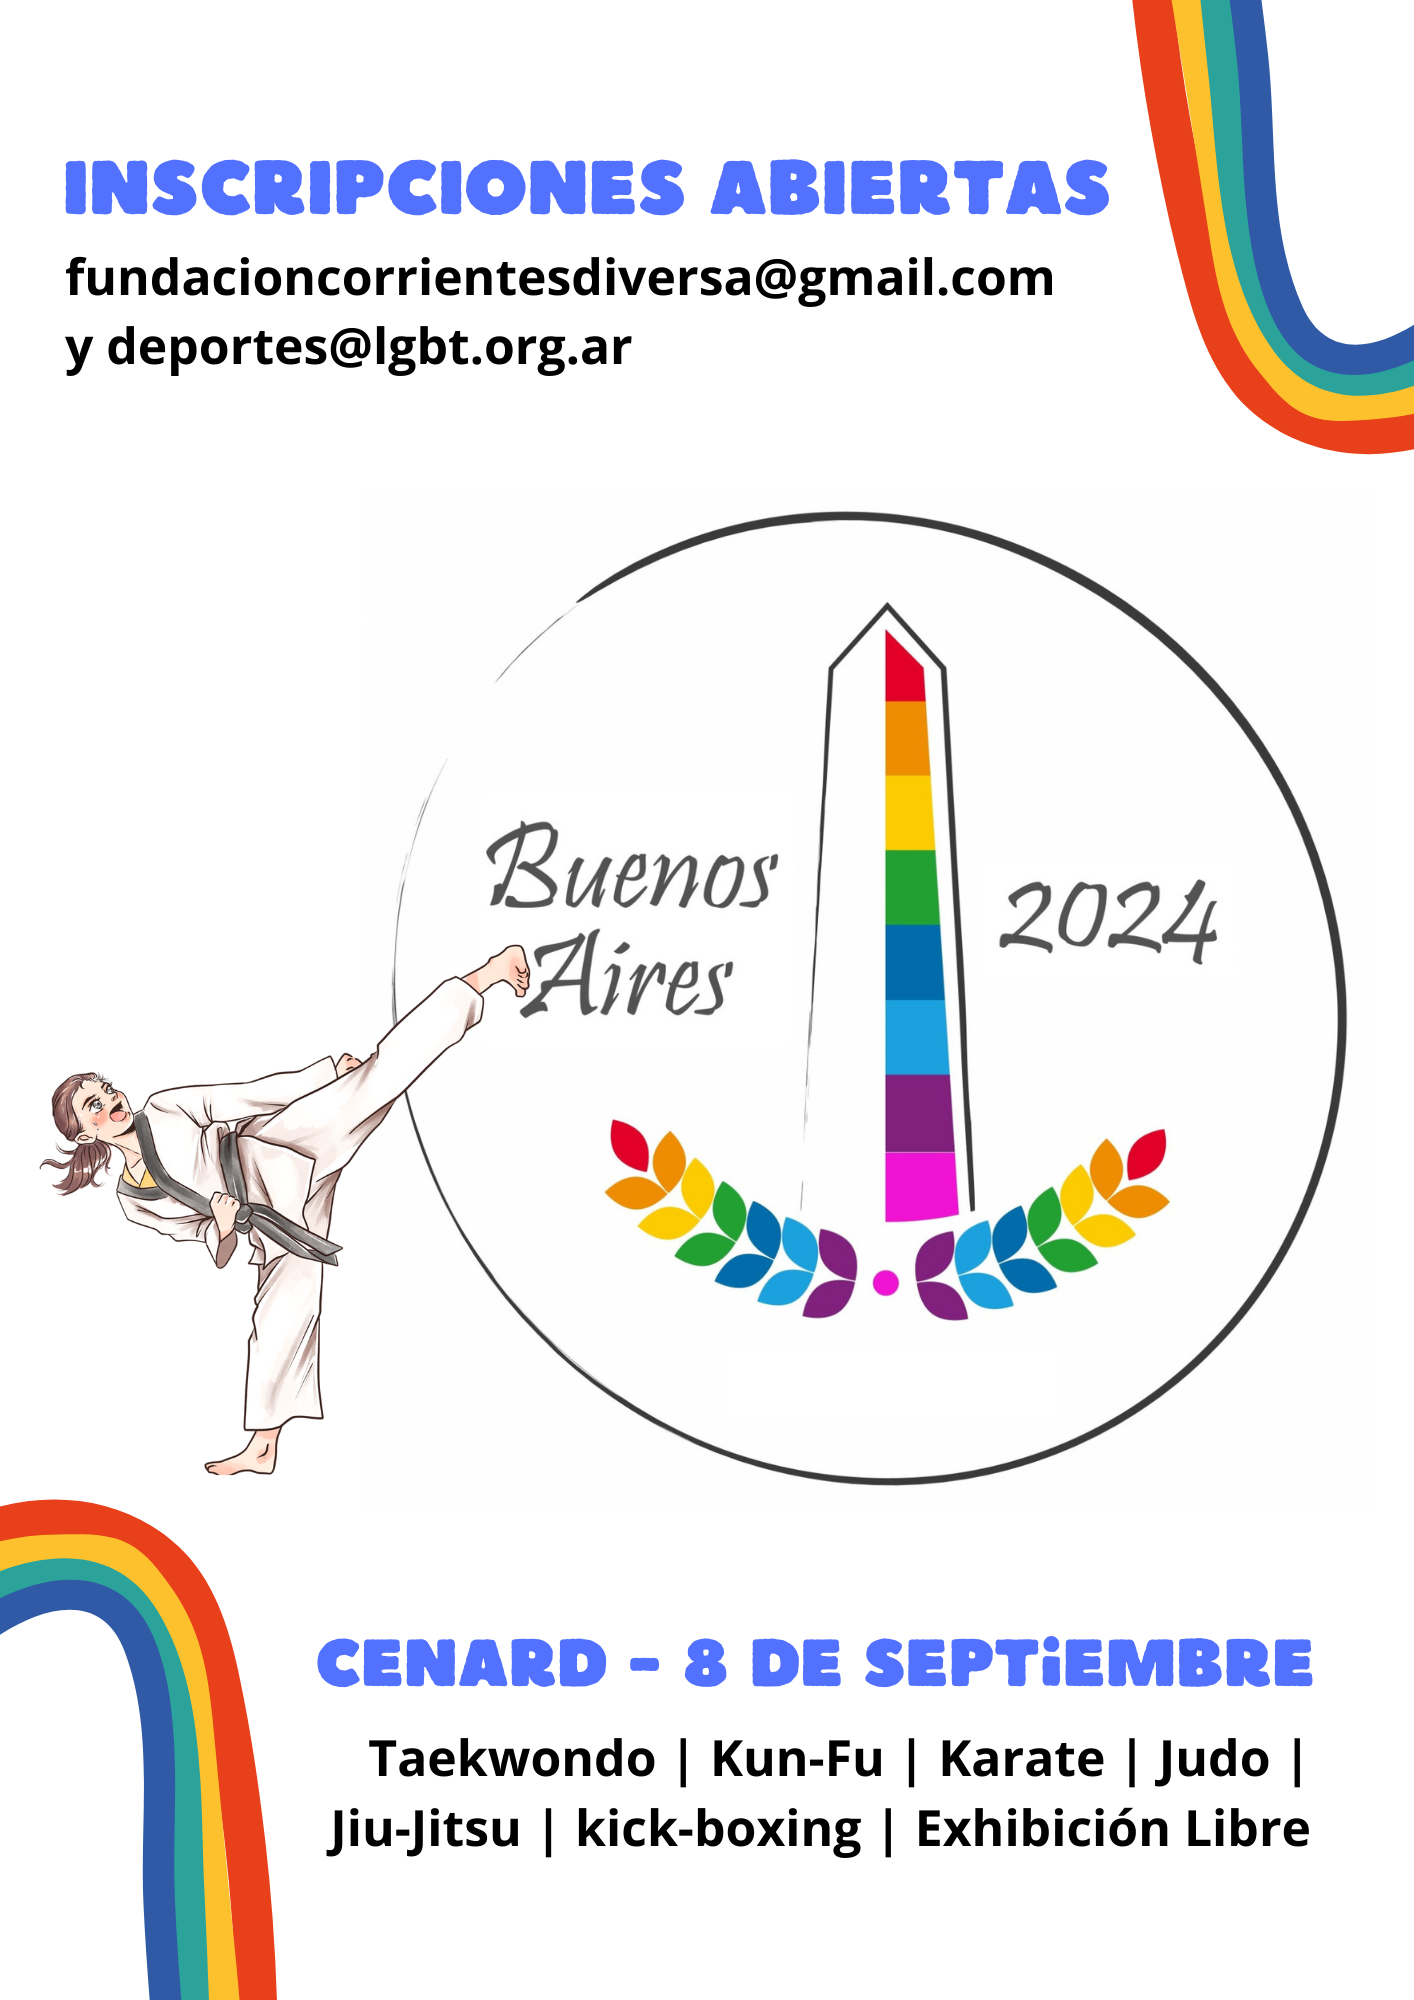 INSCRIPCIONES ABIERTAS
fundacioncorrientesdiversa@gmail.com
y deportes@lgbt.org.ar
Buenos
Aires
2024
CENARD - 8 DE SEPTiEMBRE
Taekwondo | Kun-Fu | Karate | Judo |
Jiu-Jitsu | kick-boxing | Exhibición Libre